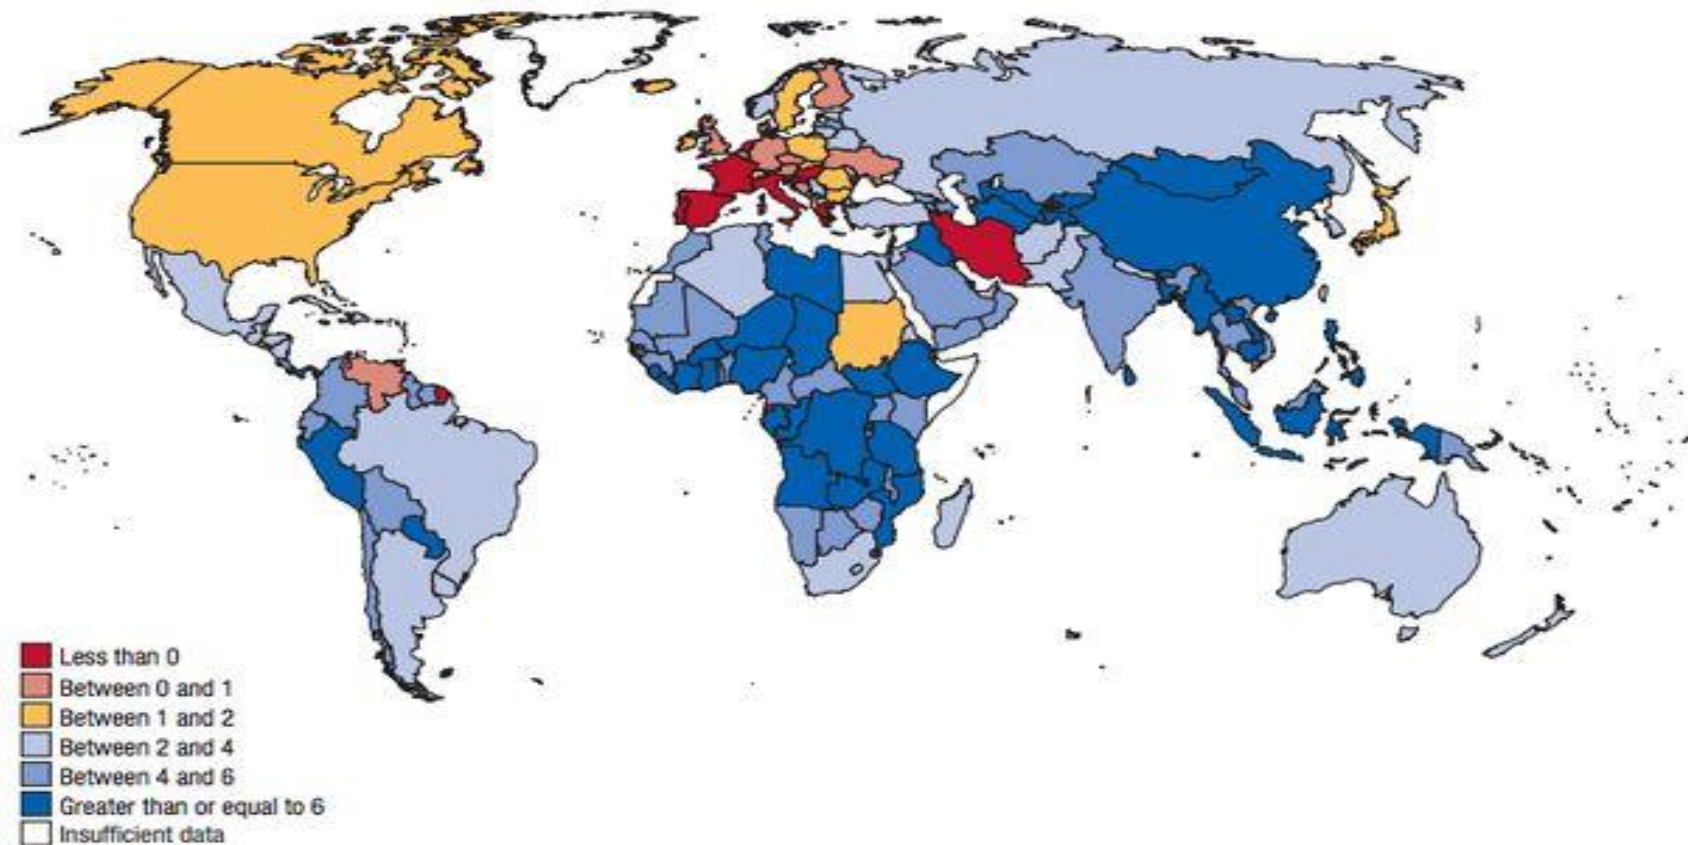 Less than 0
Between 0 and 1
Between 1 and 2
Between 2 and 4
Between 4 and 6
Greater than or equal to 6
Insufficient data